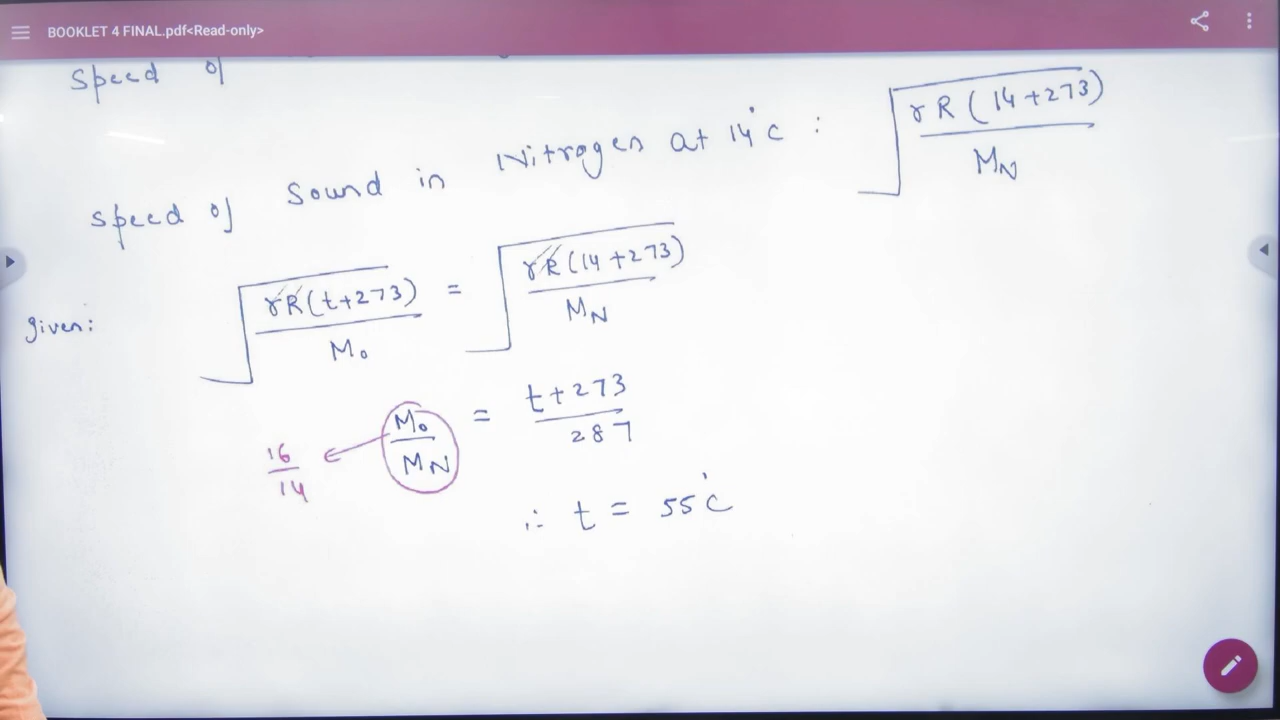 BOOKLET 4 FINAL.pdf<Read-only>
Speed of
Speed of Sound in Nitrogen at 14°C : √(γR(14+273)/M_N)
given: √(γR(t+273)/M₀) = √(γR(14+273)/M_N)
16/14 ← M₀/M_N = t+273/287
∴ t = 55°C